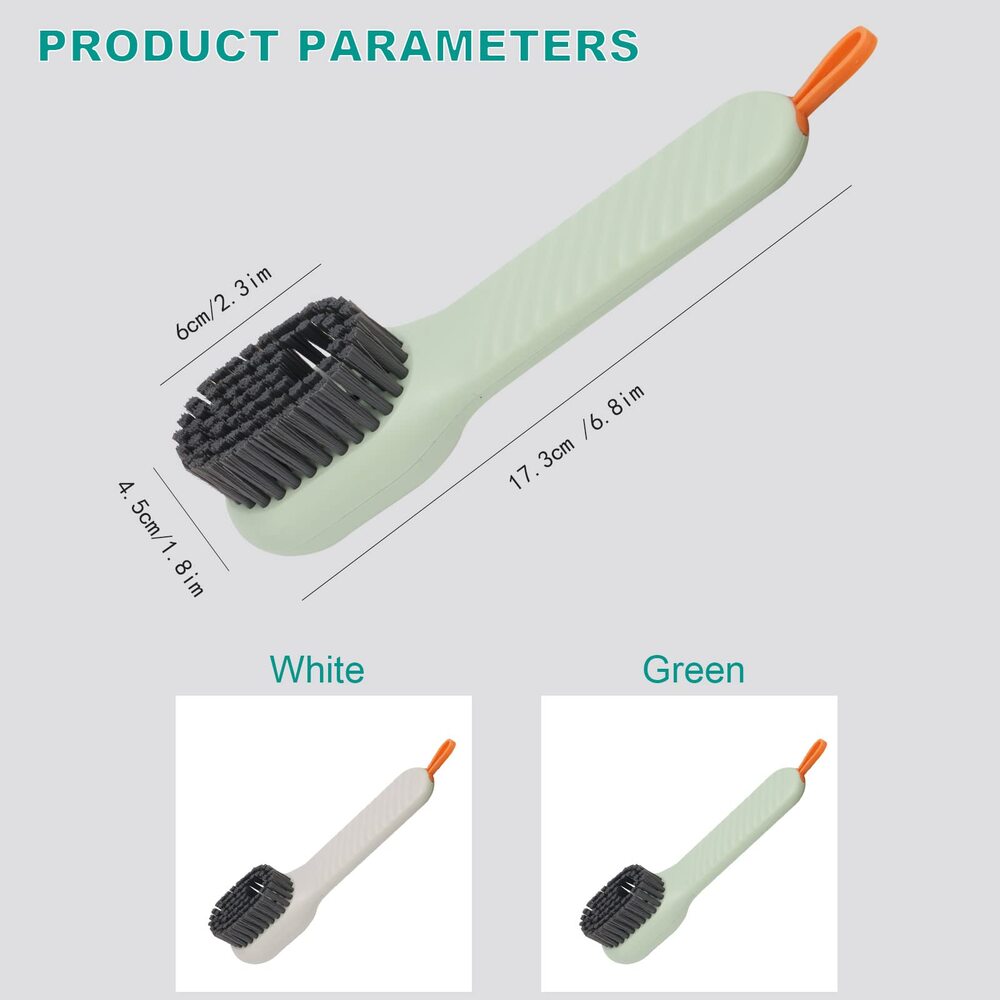 PRODUCT PARAMETERS
6cm/2.3im
17.3cm /6.8im
4.5cm/1.8im
White
Green